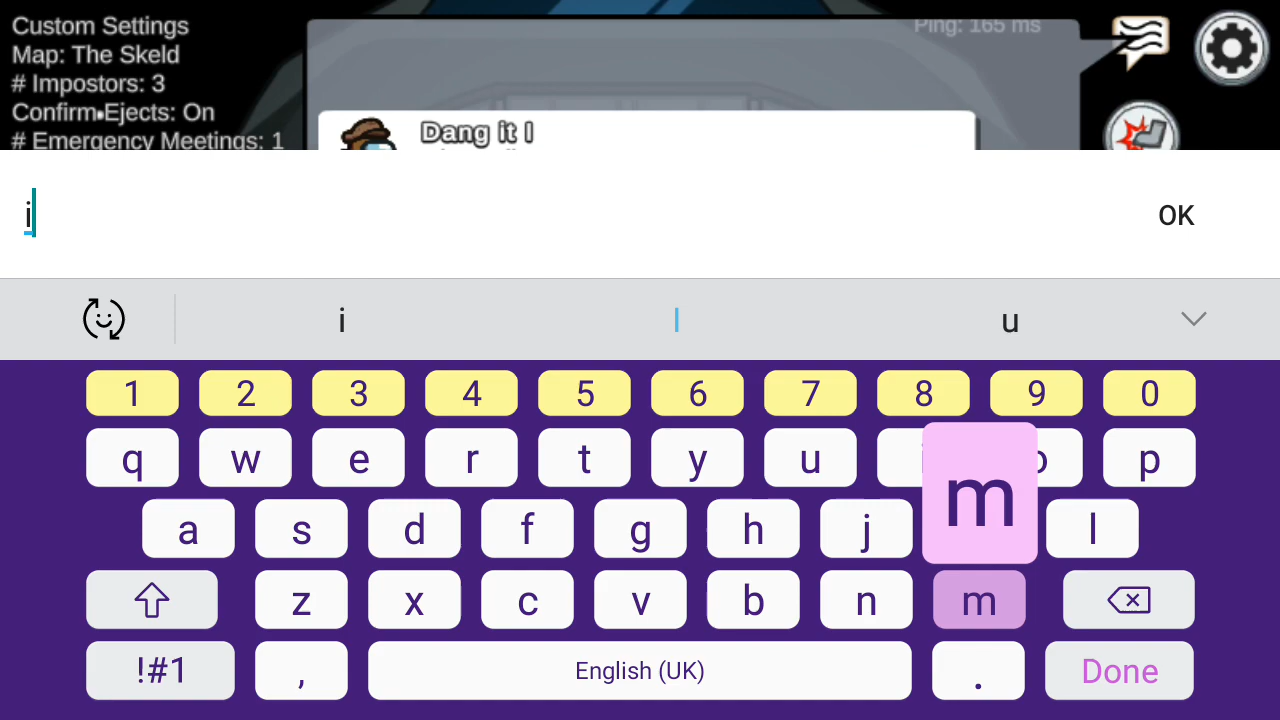 Custom Settings
Ping: 165 ms
Map: The Skeld
# Impostors: 3
Confirm Ejects: On
# Emergency Meetings: 1
Dang it I
i
OK
i I u
1 2 3 4 5 6 7 8 9 0
q w e r t y u o p
m
a s d f g h j l
z x c v b n m
!#1 , English (UK) . Done